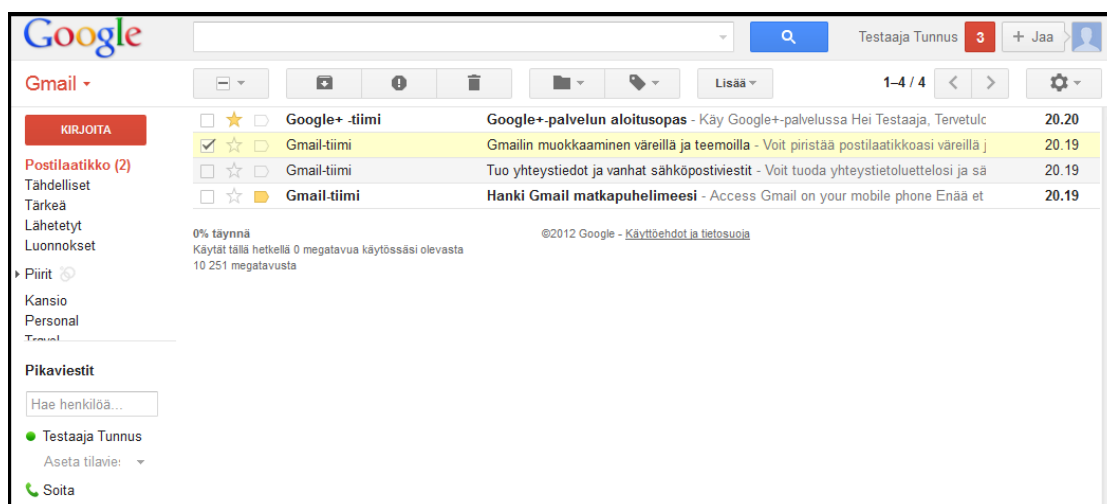 Google
Testaaja Tunnus 3 + Jaa
Gmail
Lisää
1–4 / 4
KIRJOITA
Postilaatikko (2)
Tähdelliset
Tärkeä
Lähetetyt
Luonnokset
Piirit
Kansio
Personal
Travel
Pikaviestit
Hae henkilöä...
Testaaja Tunnus
Aseta tilavie:
Soita
Google+ -tiimi Google+-palvelun aloitusopas - Käy Google+-palvelussa Hei Testaaja, Tervetulo 20.20
Gmail-tiimi Gmailin muokkaaminen väreillä ja teemoilla - Voit piristää postilaatikkoasi väreillä j 20.19
Gmail-tiimi Tuo yhteystiedot ja vanhat sähköpostiviestit - Voit tuoda yhteystietoluettelosi ja sä 20.19
Gmail-tiimi Hanki Gmail matkapuhelimeesi - Access Gmail on your mobile phone Enää et 20.19
0% täynnä
Käytät tällä hetkellä 0 megatavua käytössäsi olevasta
10 251 megatavusta
©2012 Google - Käyttöehdot ja tietosuoja